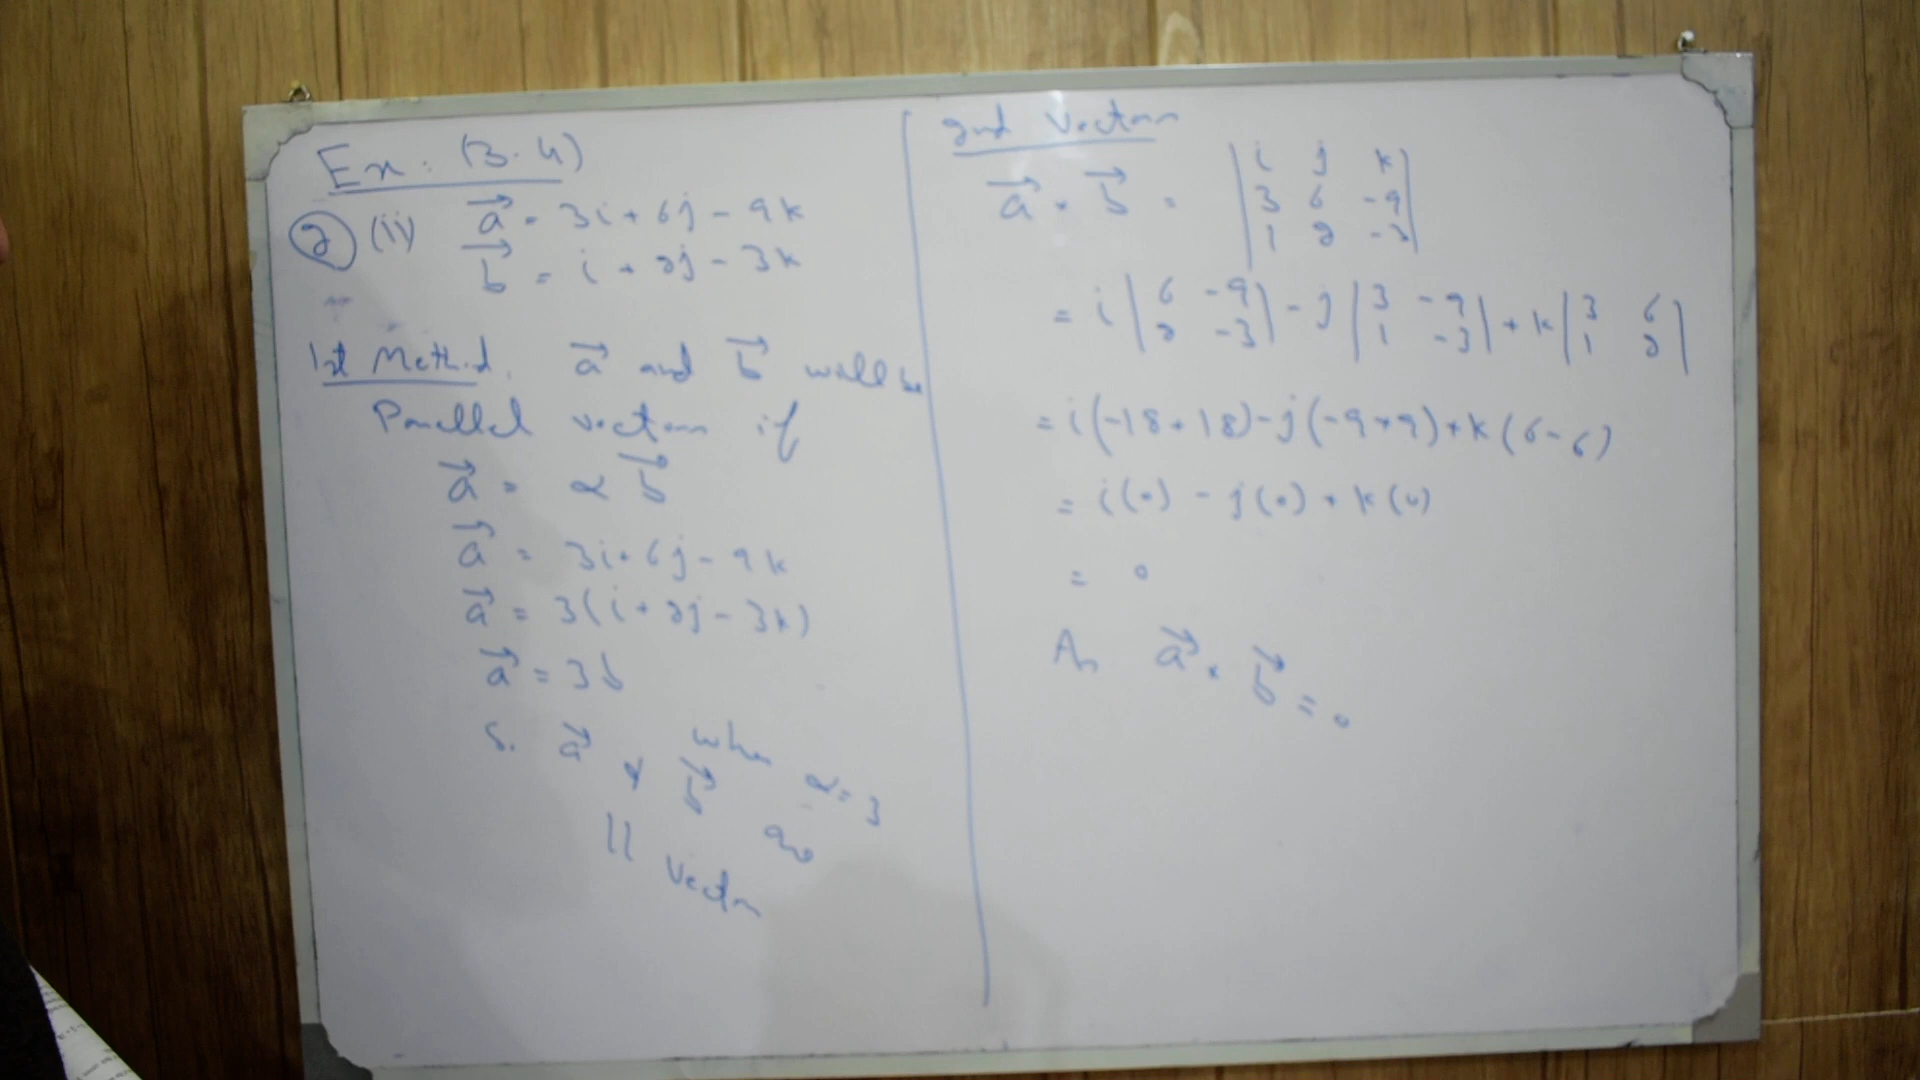 Ex: (3.4)
2 (ii) a⃗ = 3i + 6j - 9k
b⃗ = i + 2j - 3k
1st Method. a⃗ and b⃗ will be
Parallel vectors if
a⃗ = α b⃗
a⃗ = 3i + 6j - 9k
a⃗ = 3(i + 2j - 3k)
a⃗ = 3b
So a⃗ & b⃗ are
|| vectors
where α = 3
2nd Vectors
a⃗ × b⃗ = | i j k |
| 3 6 -9 |
| 1 2 -3 |
= i | 6 -9 | - j | 3 -9 | + k | 3 6 |
| 2 -3 | | 1 -3 | | 1 2 |
= i(-18+18) - j(-9+9) + k(6-6)
= i(0) - j(0) + k(0)
= 0
As a⃗ × b⃗ = 0